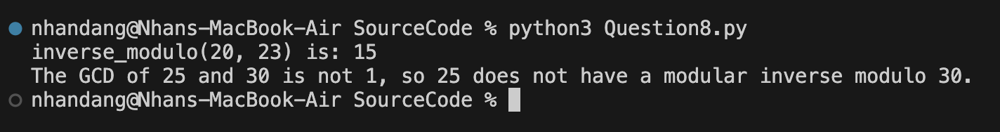 nhandang@Nhans-MacBook-Air SourceCode % python3 Question8.py
inverse_modulo(20, 23) is: 15
The GCD of 25 and 30 is not 1, so 25 does not have a modular inverse modulo 30.
nhandang@Nhans-MacBook-Air SourceCode %